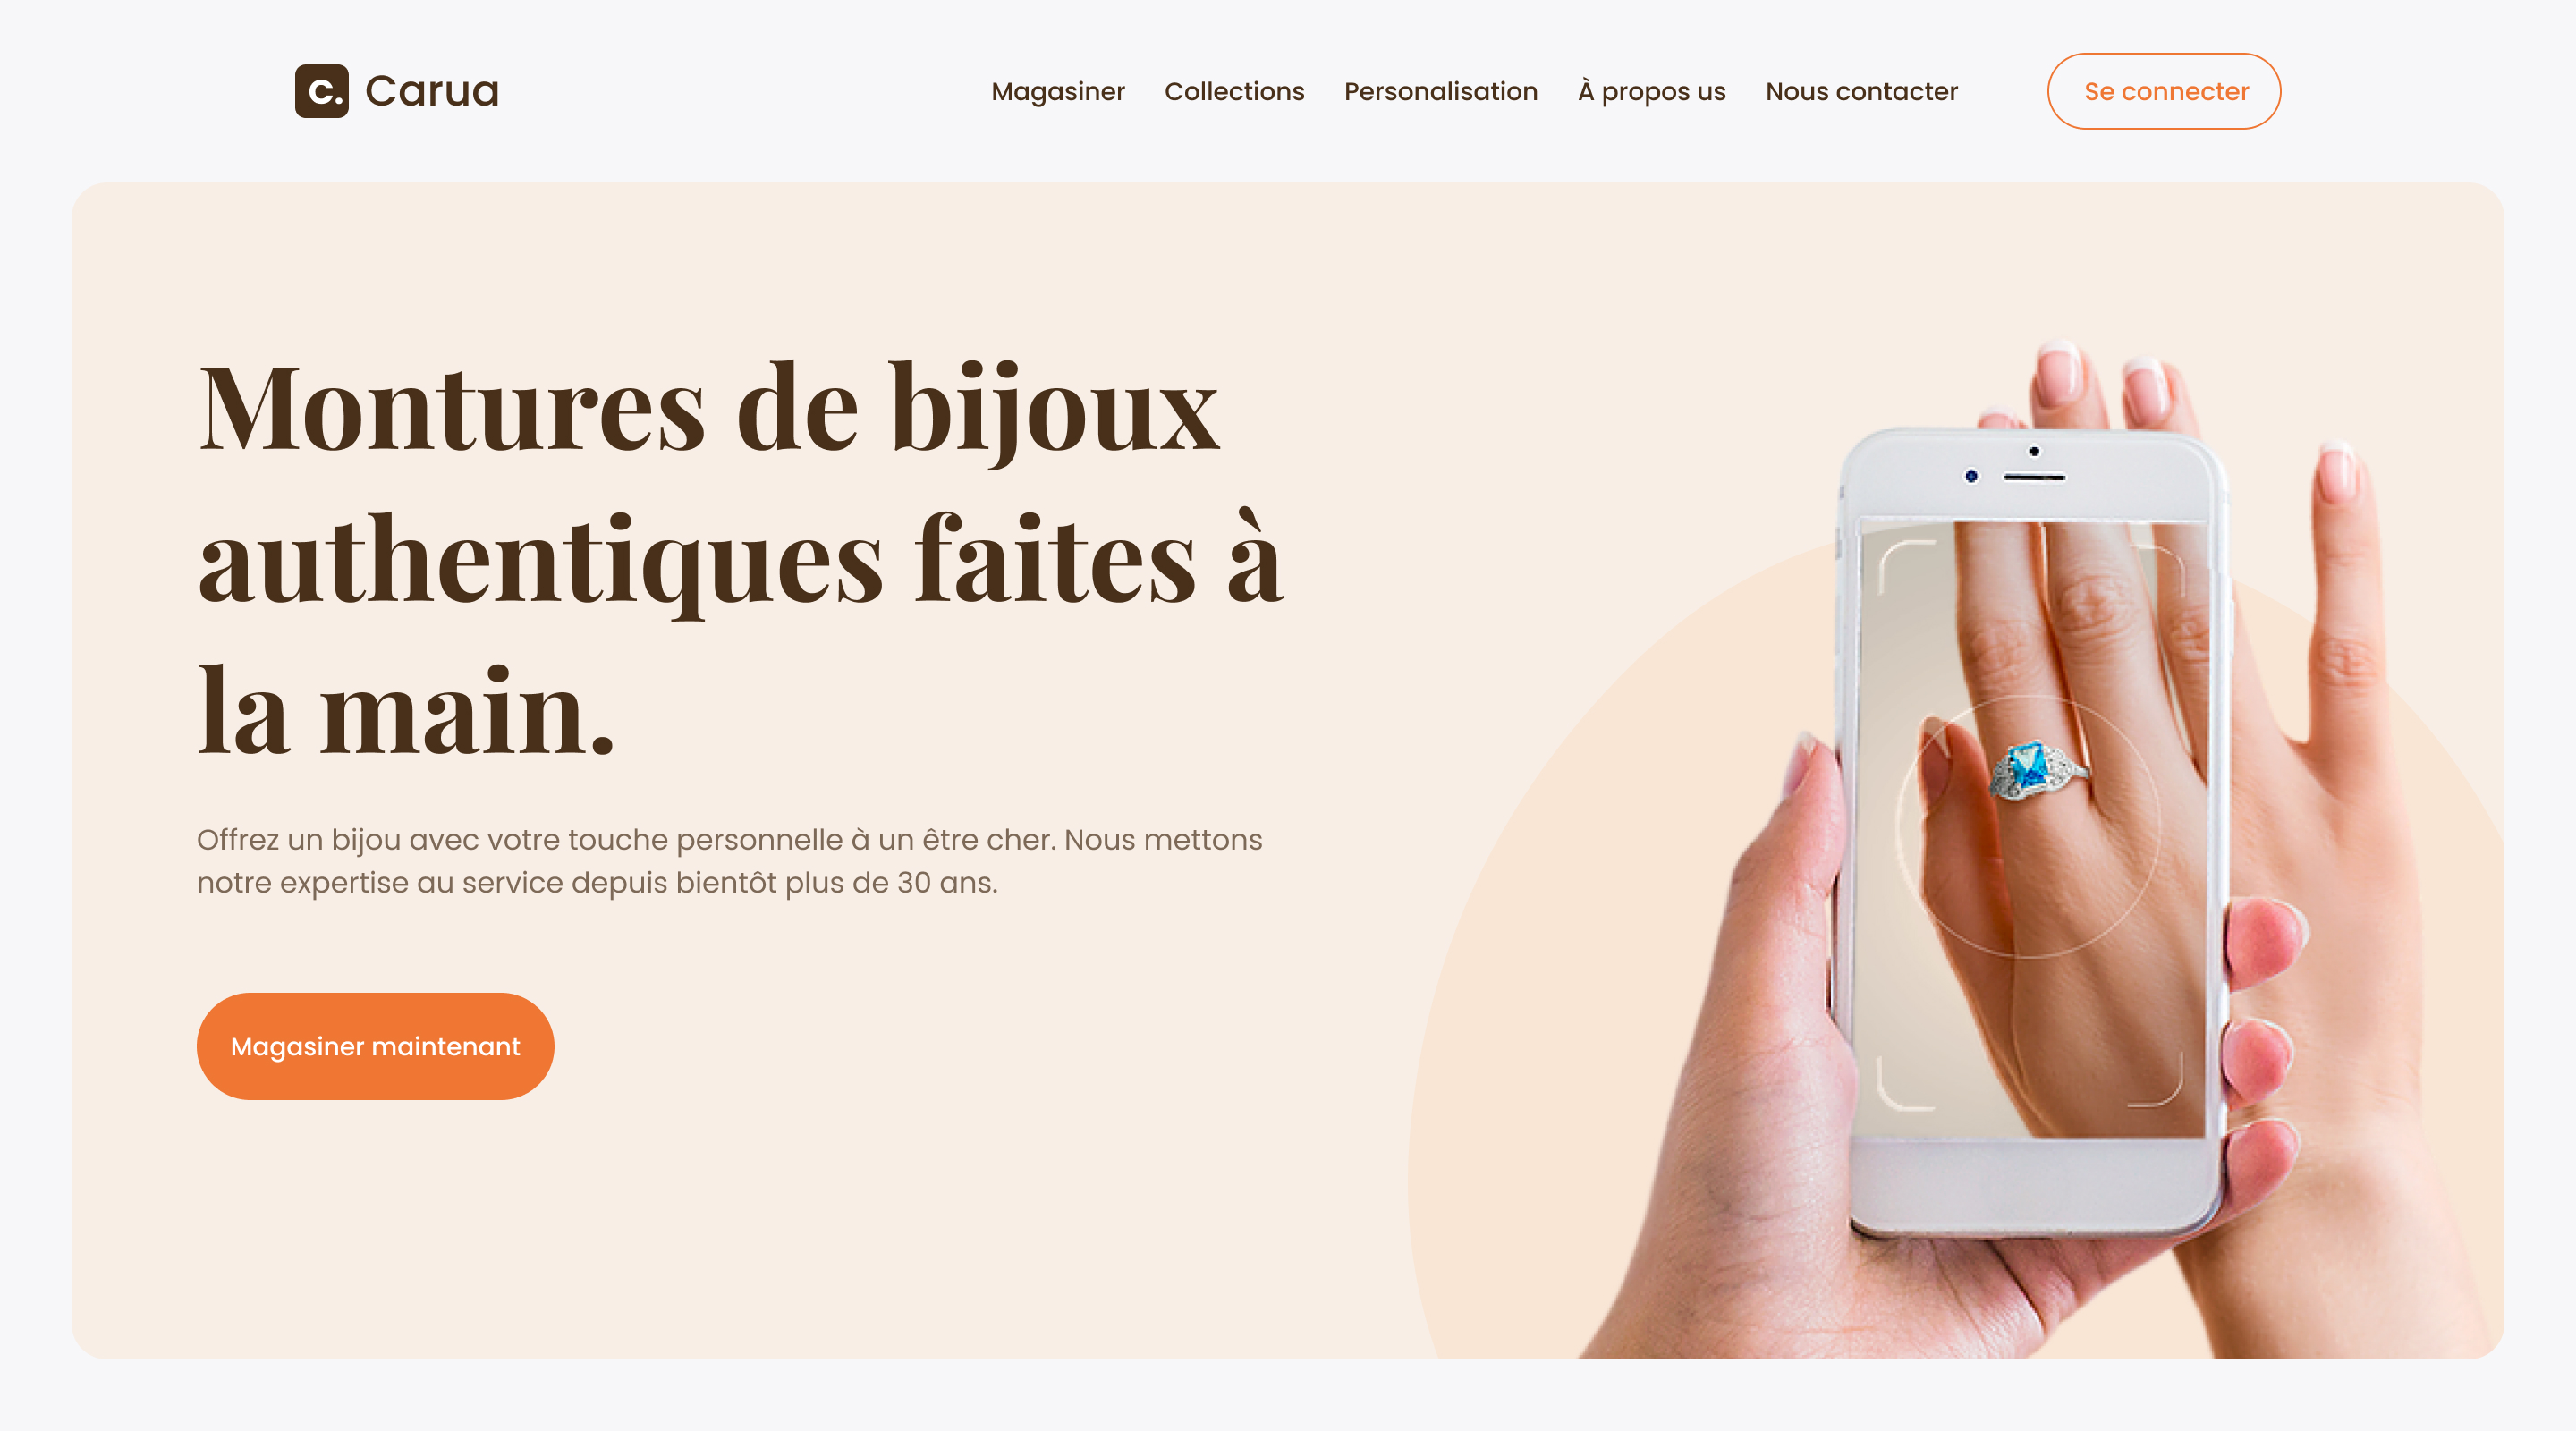 c. Carua
Magasiner Collections Personalisation À propos us Nous contacter Se connecter
Montures de bijoux
authentiques faites à
la main.
Offrez un bijou avec votre touche personnelle à un être cher. Nous mettons
notre expertise au service depuis bientôt plus de 30 ans.
Magasiner maintenant